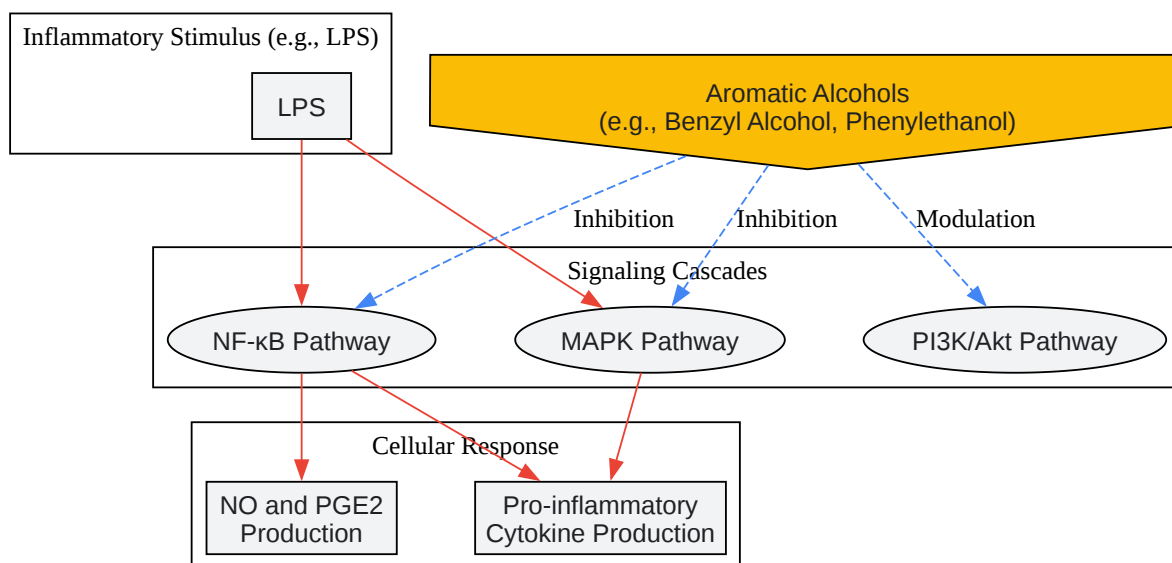 Inflammatory Stimulus (e.g., LPS)
LPS
Aromatic Alcohols
(e.g., Benzyl Alcohol, Phenylethanol)
Inhibition
Inhibition
Modulation
Signaling Cascades
NF-κB Pathway
MAPK Pathway
PI3K/Akt Pathway
Cellular Response
NO and PGE2
Production
Pro-inflammatory
Cytokine Production